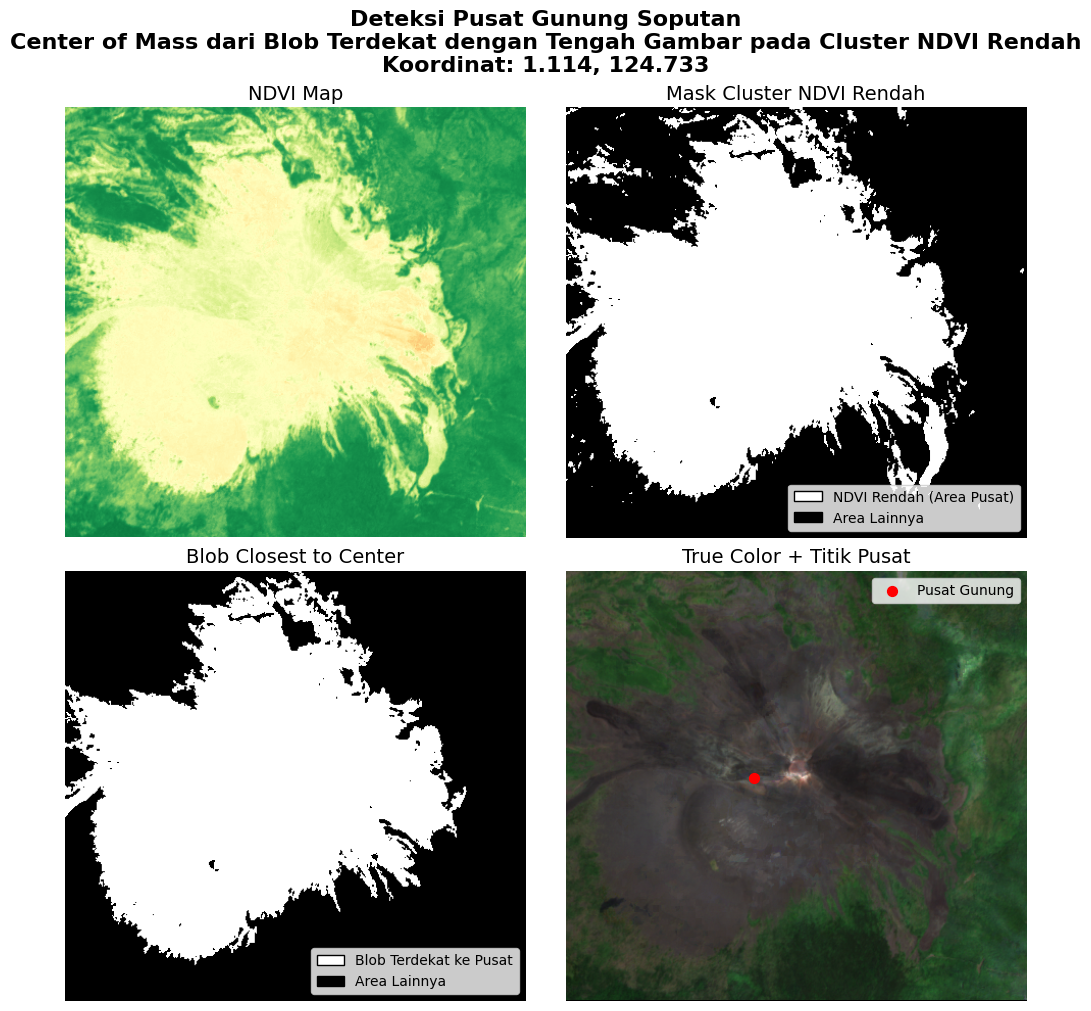 Deteksi Pusat Gunung Soputan
Center of Mass dari Blob Terdekat dengan Tengah Gambar pada Cluster NDVI Rendah
Koordinat: 1.114, 124.733
NDVI Map
Mask Cluster NDVI Rendah
NDVI Rendah (Area Pusat)
Area Lainnya
Blob Closest to Center
True Color + Titik Pusat
Pusat Gunung
Blob Terdekat ke Pusat
Area Lainnya